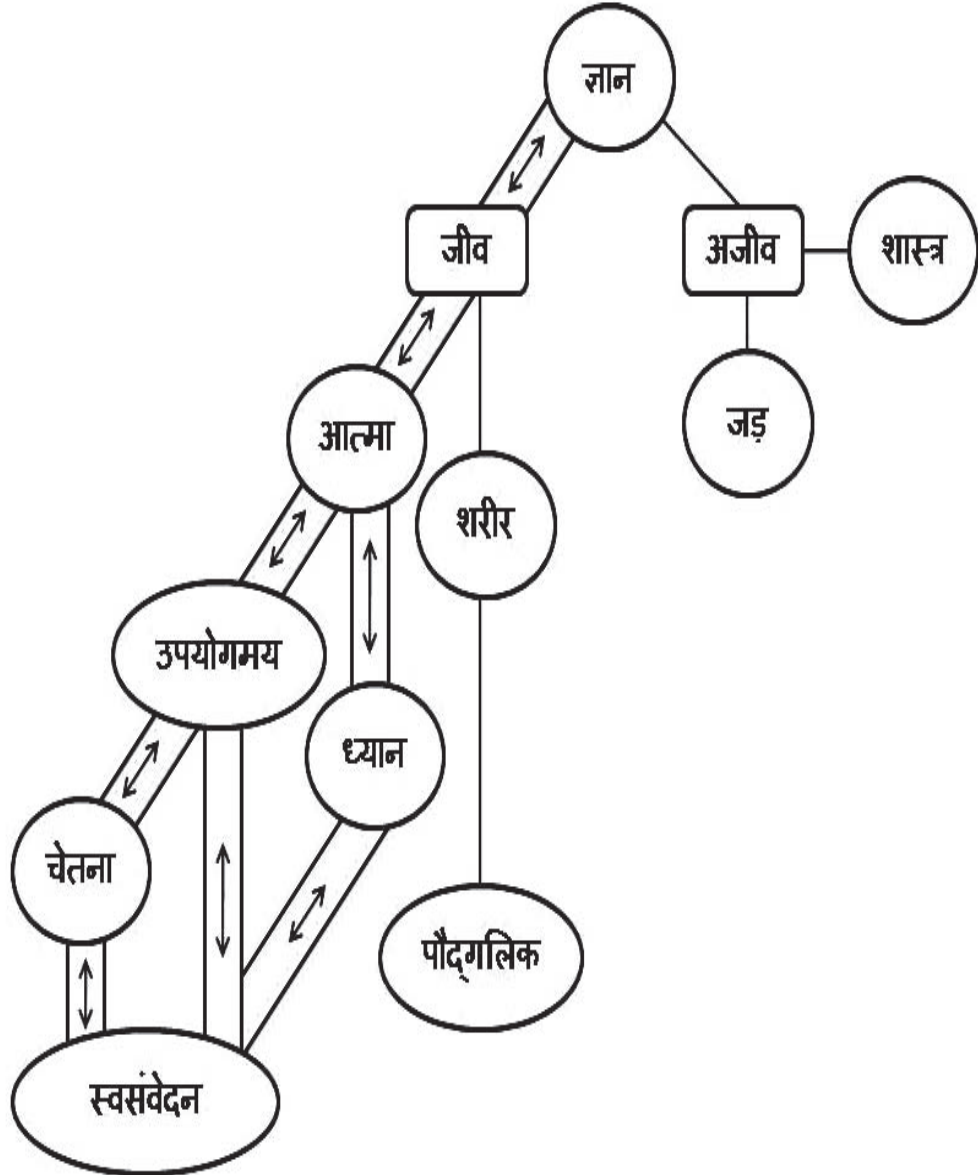 ज्ञान
जीव
अजीव
शास्त्र
आत्मा
जड़
शरीर
उपयोगमय
ध्यान
चेतना
पौद्गलिक
स्वसंवेदन